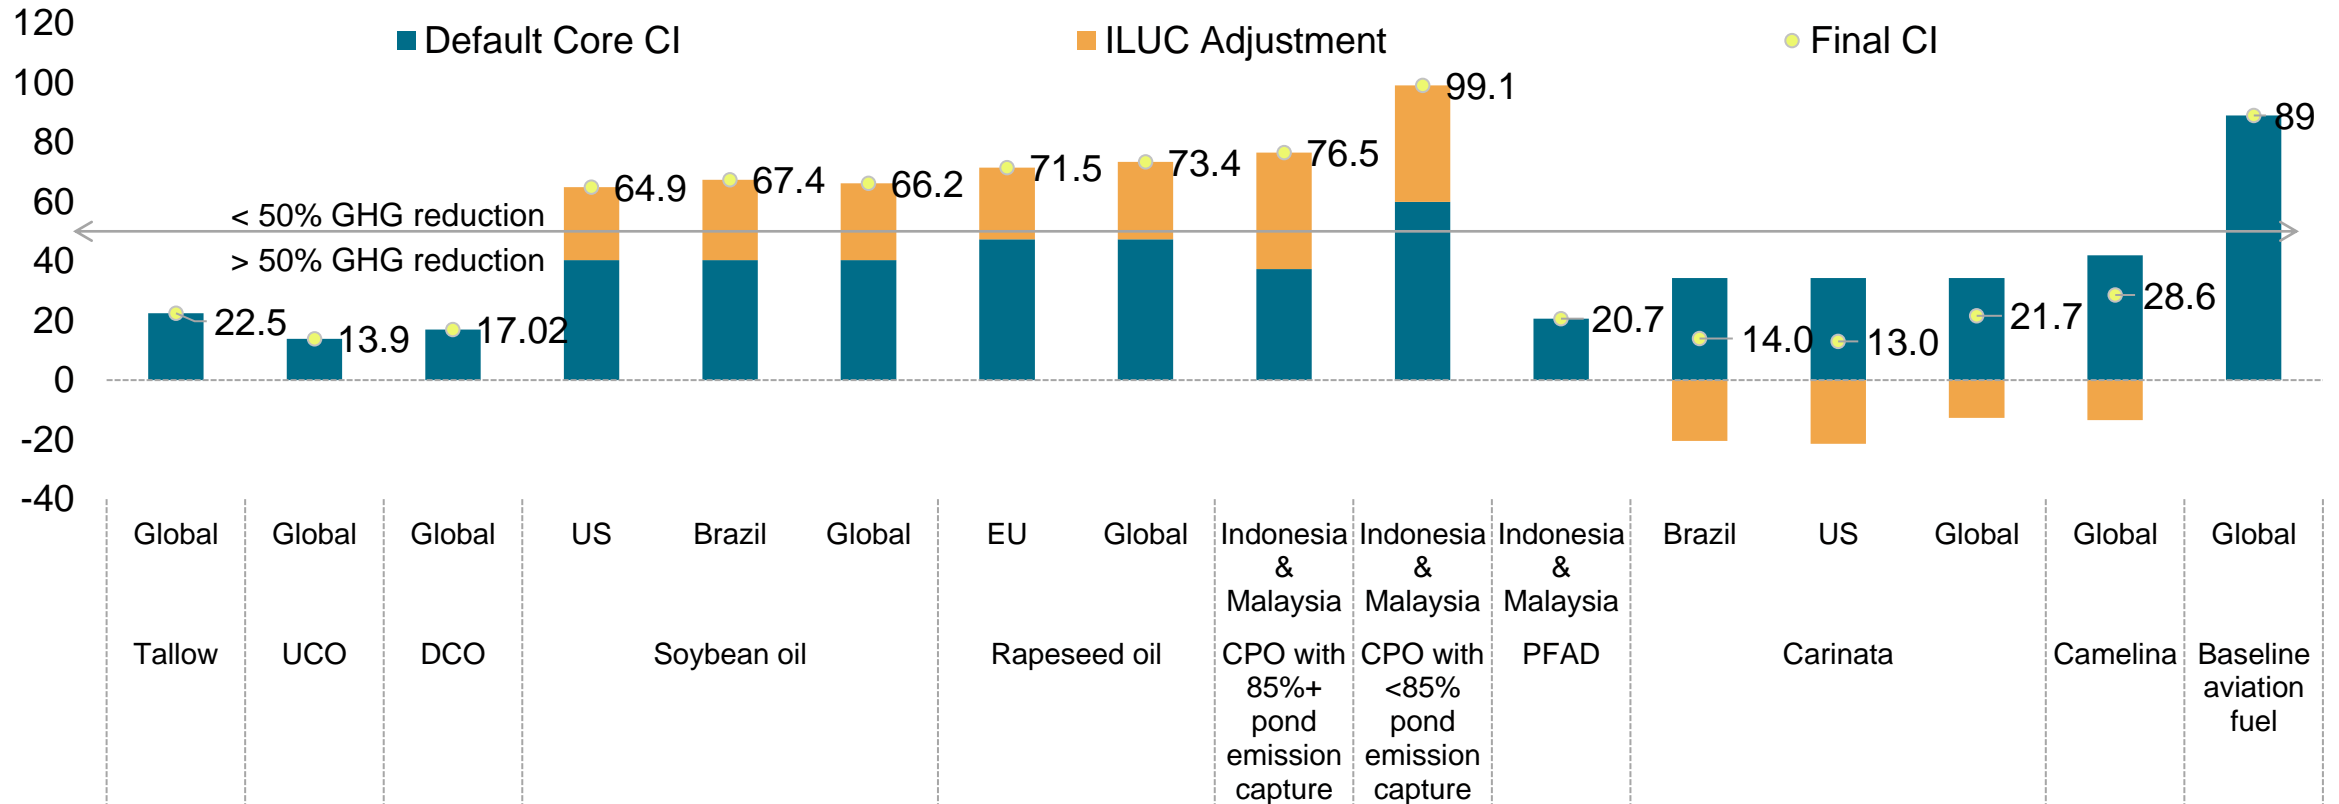 120
100
80
60
40
20
0
-20
-40
Default Core CI
ILUC Adjustment
Final CI
< 50% GHG reduction
> 50% GHG reduction
22.5
13.9
17.02
64.9
67.4
66.2
71.5
73.4
76.5
99.1
20.7
14.0
13.0
21.7
28.6
89
Global
Global
Global
US
Brazil
Global
EU
Global
Indonesia
&
Malaysia
Indonesia
&
Malaysia
Indonesia
&
Malaysia
Brazil
US
Global
Global
Global
Tallow
UCO
DCO
Soybean oil
Rapeseed oil
CPO with
85%+
pond
emission
capture
CPO with
<85%
pond
emission
capture
PFAD
Carinata
Camelina
Baseline
aviation
fuel